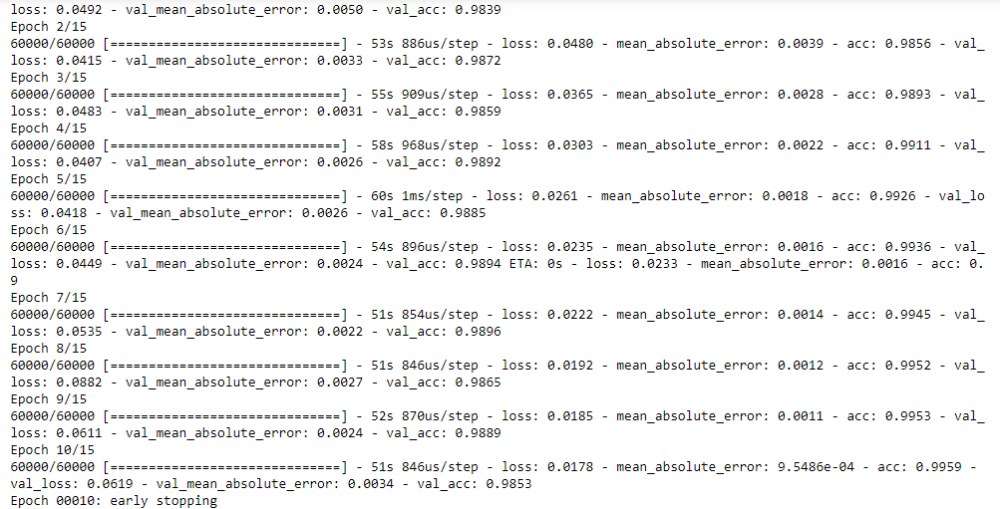 loss: 0.0492 - val_mean_absolute_error: 0.0050 - val_acc: 0.9839
Epoch 2/15
60000/60000 [==============================] - 53s 886us/step - loss: 0.0480 - mean_absolute_error: 0.0039 - acc: 0.9856 - val_
loss: 0.0415 - val_mean_absolute_error: 0.0033 - val_acc: 0.9872
Epoch 3/15
60000/60000 [==============================] - 55s 909us/step - loss: 0.0365 - mean_absolute_error: 0.0028 - acc: 0.9893 - val_
loss: 0.0483 - val_mean_absolute_error: 0.0031 - val_acc: 0.9859
Epoch 4/15
60000/60000 [==============================] - 58s 968us/step - loss: 0.0303 - mean_absolute_error: 0.0022 - acc: 0.9911 - val_
loss: 0.0407 - val_mean_absolute_error: 0.0026 - val_acc: 0.9892
Epoch 5/15
60000/60000 [==============================] - 60s 1ms/step - loss: 0.0261 - mean_absolute_error: 0.0018 - acc: 0.9926 - val_lo
ss: 0.0418 - val_mean_absolute_error: 0.0026 - val_acc: 0.9885
Epoch 6/15
60000/60000 [==============================] - 54s 896us/step - loss: 0.0235 - mean_absolute_error: 0.0016 - acc: 0.9936 - val_
loss: 0.0449 - val_mean_absolute_error: 0.0024 - val_acc: 0.9894 ETA: 0s - loss: 0.0233 - mean_absolute_error: 0.0016 - acc: 0.
9
Epoch 7/15
60000/60000 [==============================] - 51s 854us/step - loss: 0.0222 - mean_absolute_error: 0.0014 - acc: 0.9945 - val_
loss: 0.0535 - val_mean_absolute_error: 0.0022 - val_acc: 0.9896
Epoch 8/15
60000/60000 [==============================] - 51s 846us/step - loss: 0.0192 - mean_absolute_error: 0.0012 - acc: 0.9952 - val_
loss: 0.0882 - val_mean_absolute_error: 0.0027 - val_acc: 0.9865
Epoch 9/15
60000/60000 [==============================] - 52s 870us/step - loss: 0.0185 - mean_absolute_error: 0.0011 - acc: 0.9953 - val_
loss: 0.0611 - val_mean_absolute_error: 0.0024 - val_acc: 0.9889
Epoch 10/15
60000/60000 [==============================] - 51s 846us/step - loss: 0.0178 - mean_absolute_error: 9.5486e-04 - acc: 0.9959 -
val_loss: 0.0619 - val_mean_absolute_error: 0.0034 - val_acc: 0.9853
Epoch 00010: early stopping